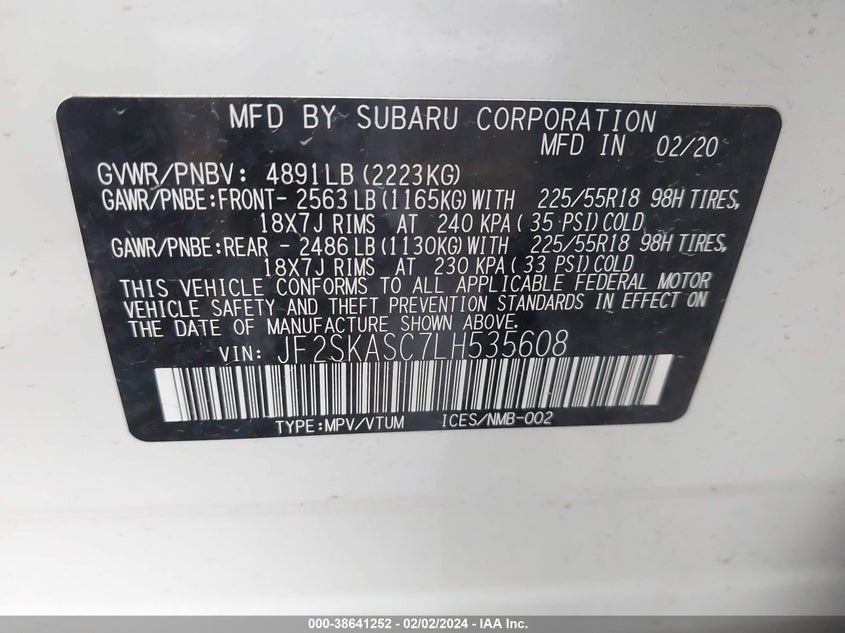 MFD BY SUBARU CORPORATION
MFD IN 02/20
GVWR/PNBV: 4891LB (2223KG)
GAWR/PNBE:FRONT- 2563LB (1165KG) WITH 225/55R18 98H TIRES,
18X7J RIMS AT 240 KPA ( 35 PSI) COLD
GAWR/PNBE:REAR - 2486LB (1130KG) WITH 225/55R18 98H TIRES,
18X7J RIMS AT 230 KPA ( 33 PSI) COLD
THIS VEHICLE CONFORMS TO ALL APPLICABLE FEDERAL MOTOR
VEHICLE SAFETY AND THEFT PREVENTION STANDARDS IN EFFECT ON
THE DATE OF MANUFACTURE SHOWN ABOVE.
VIN: JF2SKASC7LH535608
TYPE:MPV/VTUM ICES/NMB-002
000-38641252 - 02/02/2024 - IAA Inc.